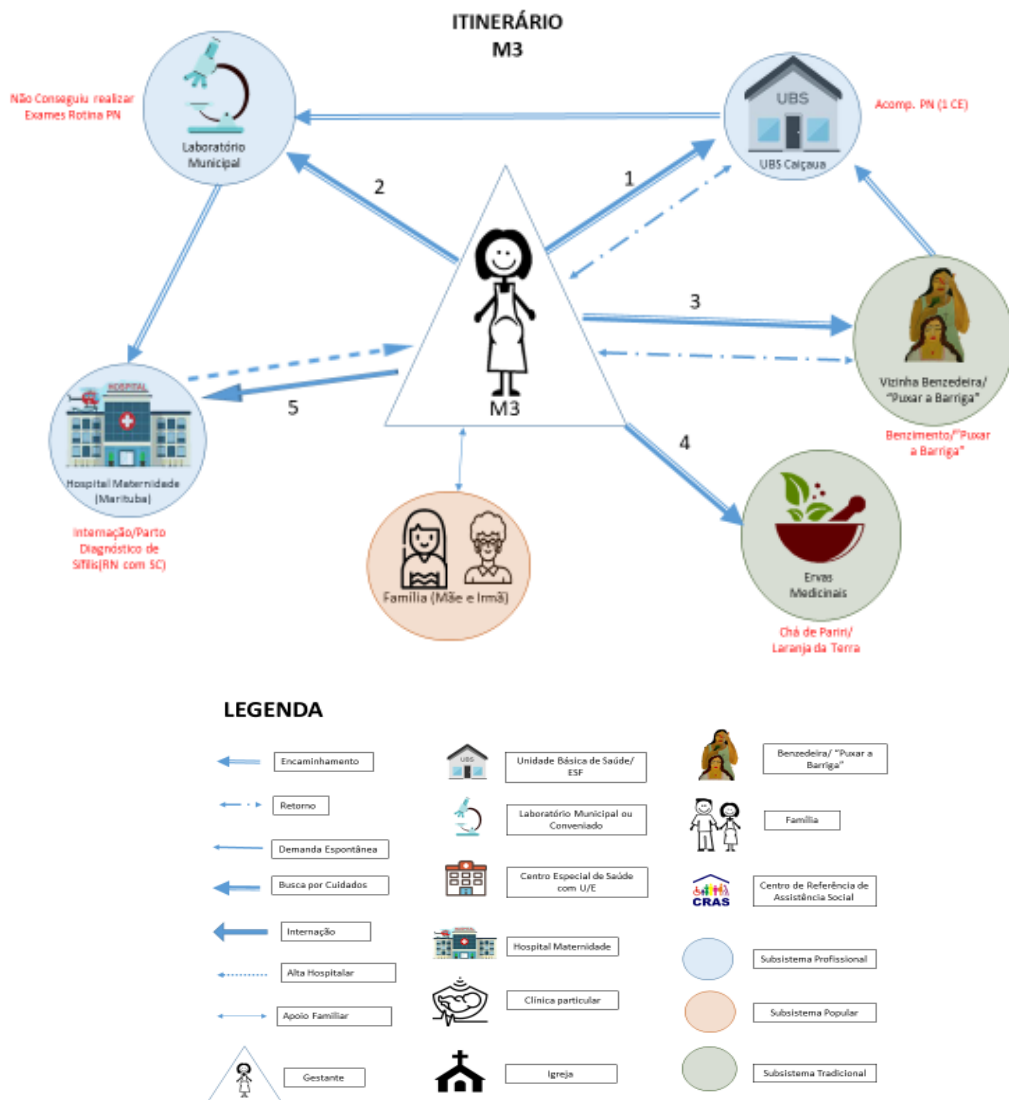 ITINERÁRIO
M3
Não Conseguiu realizar
Exames Rotina PN
Laboratório
Municipal
UBS
UBS Caiçaua
Acomp. PN (1 CE)
2
1
3
Vizinha Benzedeira/
"Puxar a Barriga"
Benzimento/"Puxar
a Barriga"
M3
5
4
HOSPITAL
Hospital Maternidade
(Marituba)
Internação/Parto
Diagnóstico de
Sífilis(RN com SC)
Família (Mãe e Irmã)
Ervas
Medicinais
Chá de Pariri/
Laranja da Terra
LEGENDA
Encaminhamento
Retorno
Demanda Espontânea
Busca por Cuidados
Internação
Alta Hospitalar
Apoio Familiar
Gestante
UBS
Unidade Básica de Saúde/
ESF
Laboratório Municipal ou
Conveniado
Centro Especial de Saúde
com U/E
Hospital Maternidade
Clínica particular
Igreja
Benzedeira/ "Puxar a
Barriga"
Família
CRAS
Centro de Referência de
Assistência Social
Subsistema Profissional
Subsistema Popular
Subsistema Tradicional